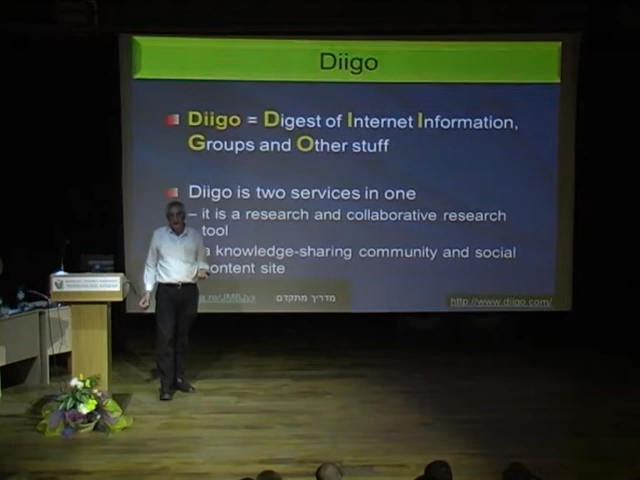 Diigo
Diigo = Digest of Internet Information,
Groups and Other stuff
Diigo is two services in one
– it is a research and collaborative research
tool
a knowledge-sharing community and social
content site
מדריך מתקדם
http://www.diigo.com/